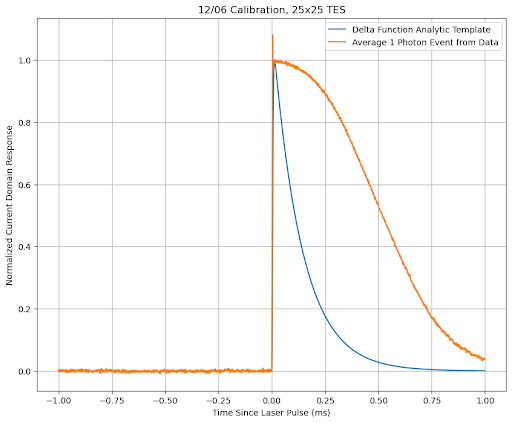 12/06 Calibration, 25x25 TES
Delta Function Analytic Template
Average 1 Photon Event from Data
Normalized Current Domain Response
1.0
0.8
0.6
0.4
0.2
0.0
−1.00 −0.75 −0.50 −0.25 0.00 0.25 0.50 0.75 1.00
Time Since Laser Pulse (ms)